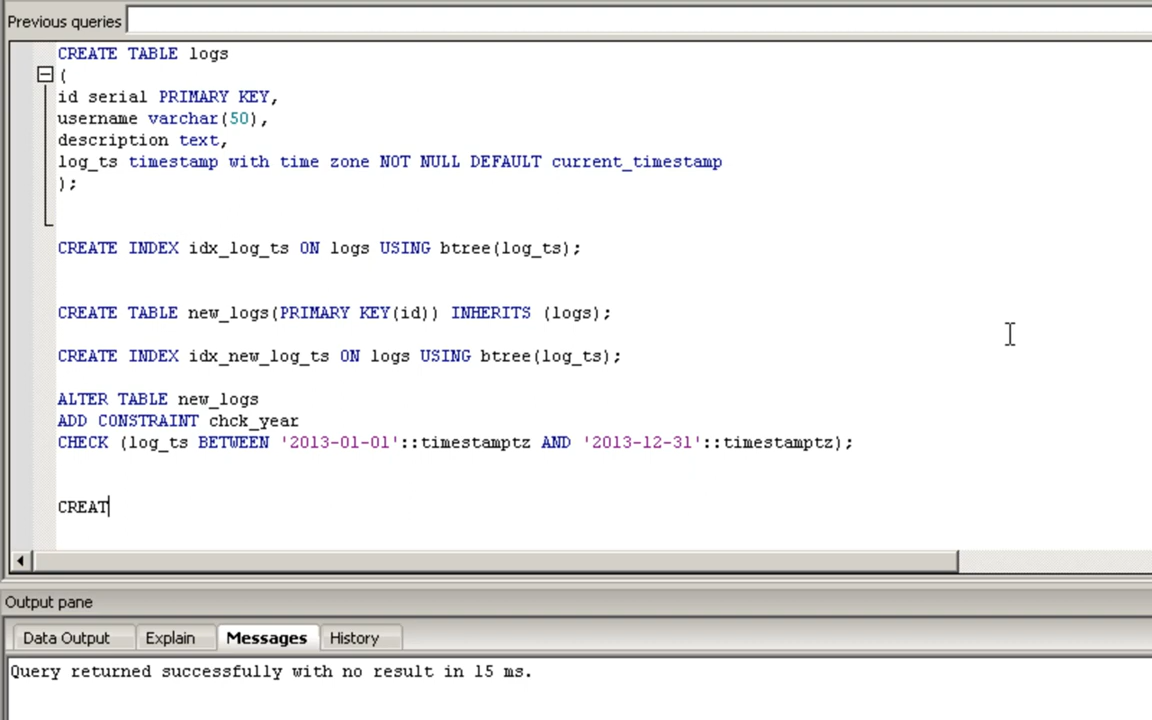 Previous queries
CREATE TABLE logs
(
id serial PRIMARY KEY,
username varchar(50),
description text,
log_ts timestamp with time zone NOT NULL DEFAULT current_timestamp
);
CREATE INDEX idx_log_ts ON logs USING btree(log_ts);
CREATE TABLE new_logs(PRIMARY KEY(id)) INHERITS (logs);
CREATE INDEX idx_new_log_ts ON logs USING btree(log_ts);
ALTER TABLE new_logs
ADD CONSTRAINT chck_year
CHECK (log_ts BETWEEN '2013-01-01'::timestamptz AND '2013-12-31'::timestamptz);
CREAT
Output pane
Data Output Explain Messages History
Query returned successfully with no result in 15 ms.